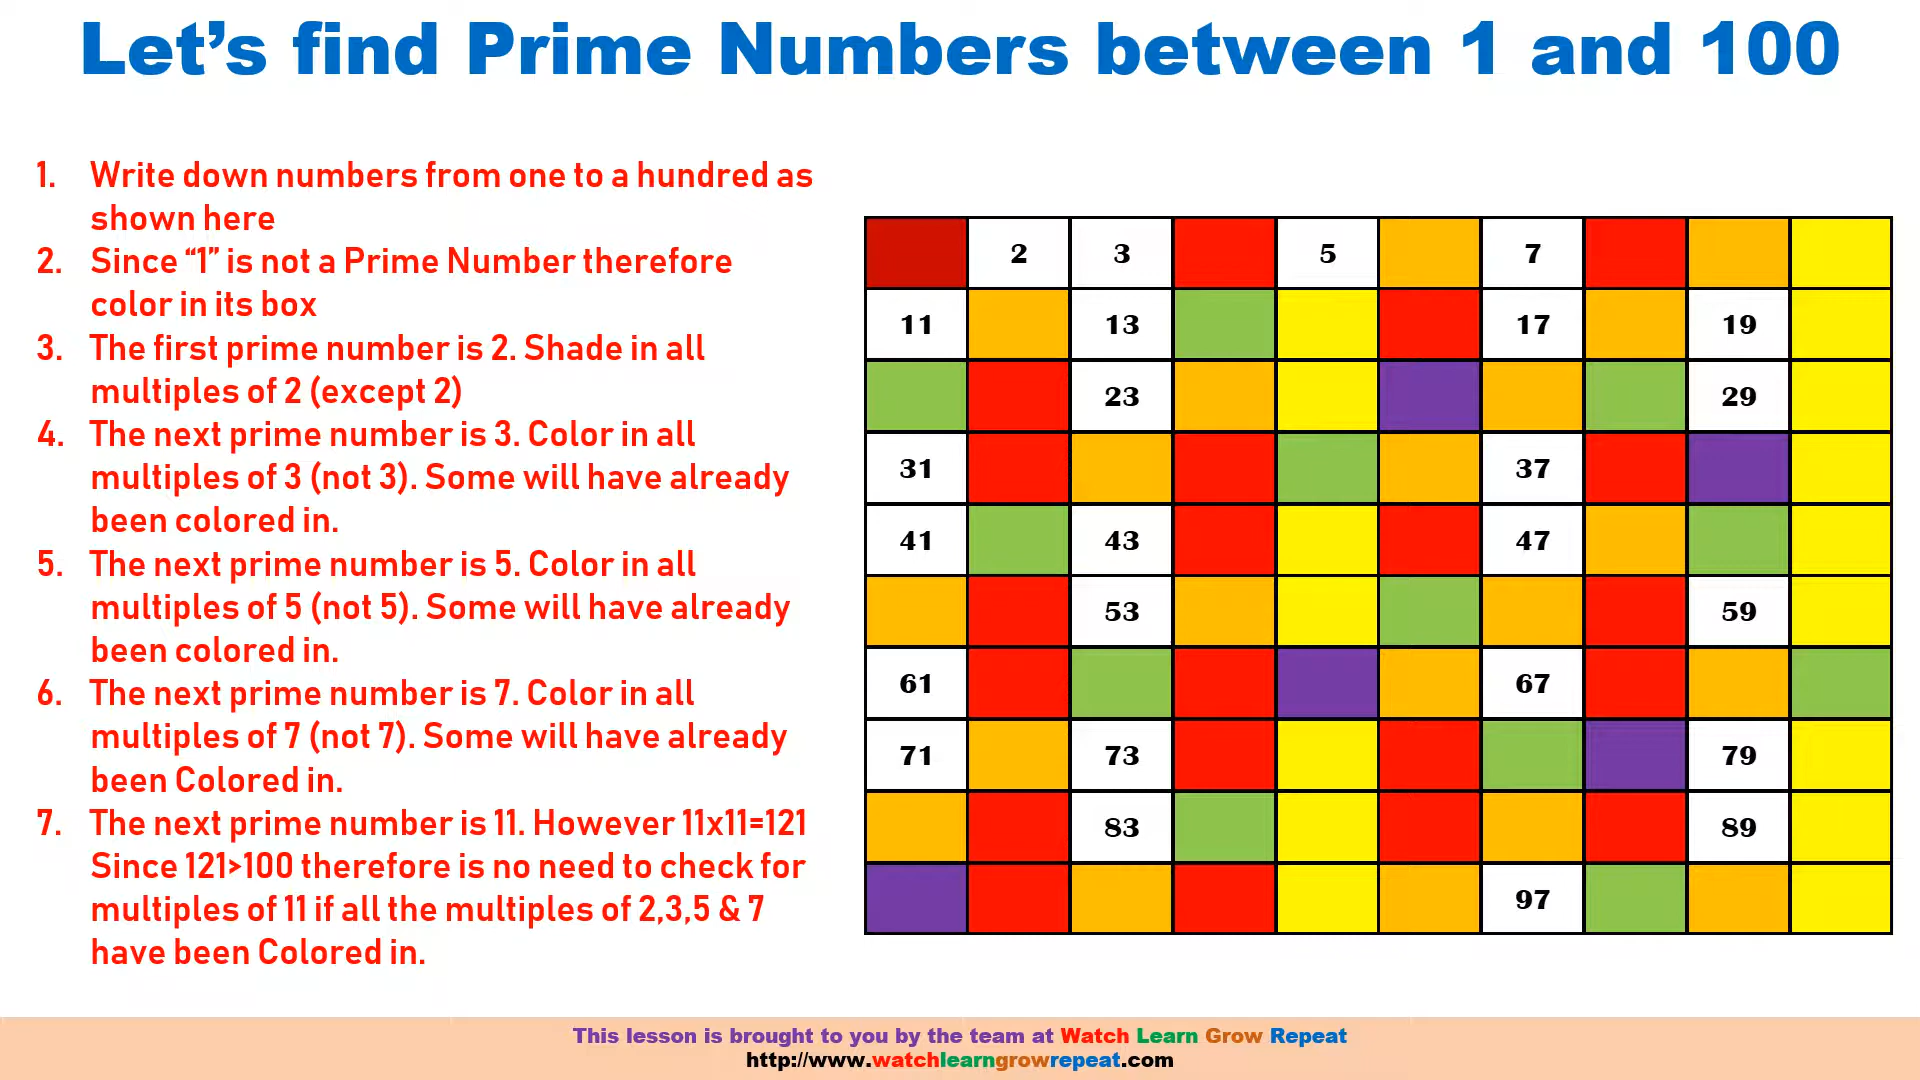 Let’s find Prime Numbers between 1 and 100
1. Write down numbers from one to a hundred as
shown here
2. Since “1” is not a Prime Number therefore
color in its box
3. The first prime number is 2. Shade in all
multiples of 2 (except 2)
4. The next prime number is 3. Color in all
multiples of 3 (not 3). Some will have already
been colored in.
5. The next prime number is 5. Color in all
multiples of 5 (not 5). Some will have already
been colored in.
6. The next prime number is 7. Color in all
multiples of 7 (not 7). Some will have already
been Colored in.
7. The next prime number is 11. However 11x11=121
Since 121>100 therefore is no need to check for
multiples of 11 if all the multiples of 2,3,5 & 7
have been Colored in.
2 3 5 7
11 13 17 19
23 29
31 37
41 43 47
53 59
61 67
71 73 79
83 89
97
This lesson is brought to you by the team at Watch Learn Grow Repeat
http://www.watchlearngrowrepeat.com